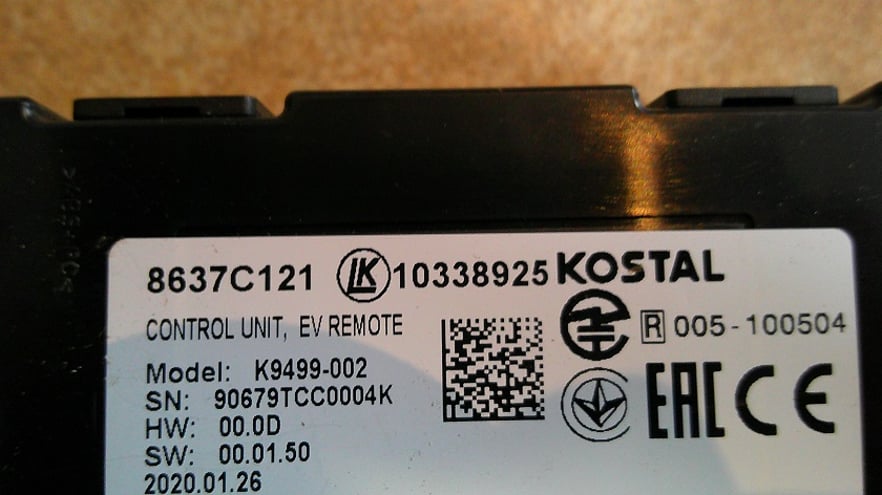 8637C121 LK 10338925 KOSTAL
CONTROL UNIT, EV REMOTE
R 005-100504
Model: K9499-002
SN: 90679TCC0004K
HW: 00.0D
SW: 00.01.50
2020.01.26
EAC CE